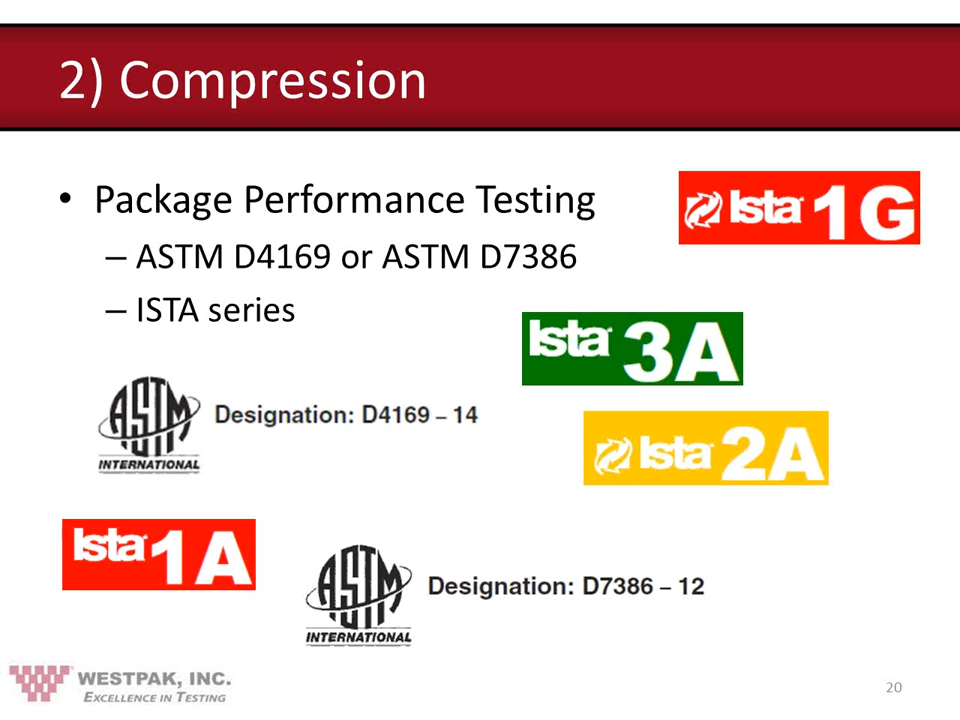 2) Compression
• Package Performance Testing
– ASTM D4169 or ASTM D7386
– ISTA series
Ista 1G
Ista 3A
ASTM
INTERNATIONAL
Designation: D4169 – 14
Ista 2A
Ista 1A
ASTM
INTERNATIONAL
Designation: D7386 – 12
WESTPAK, INC.
EXCELLENCE IN TESTING
20